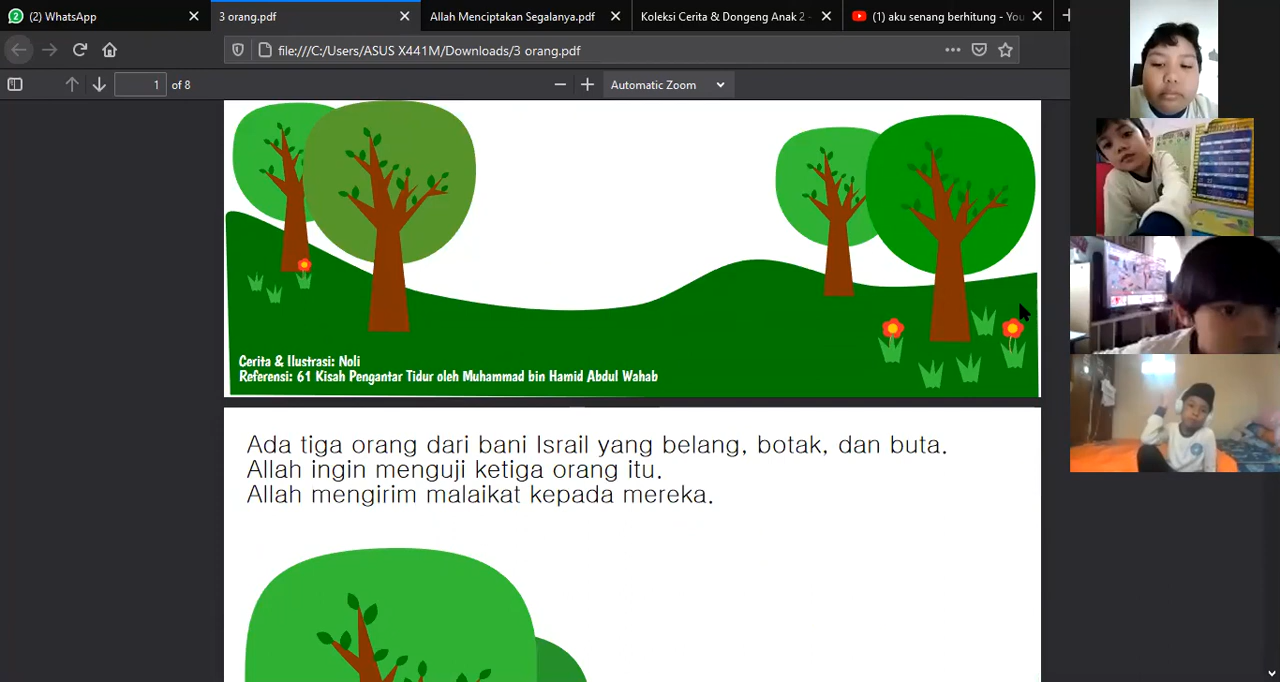 (2) WhatsApp
3 orang.pdf
Allah Menciptakan Segalanya.pdf
Koleksi Cerita & Dongeng Anak 2 -
(1) aku senang berhitung - You
file:///C:/Users/ASUS X441M/Downloads/3 orang.pdf
1 of 8
Automatic Zoom
Cerita & Ilustrasi: Noli
Referensi: 61 Kisah Pengantar Tidur oleh Muhammad bin Hamid Abdul Wahab
Ada tiga orang dari bani Israil yang belang, botak, dan buta.
Allah ingin menguji ketiga orang itu.
Allah mengirim malaikat kepada mereka.